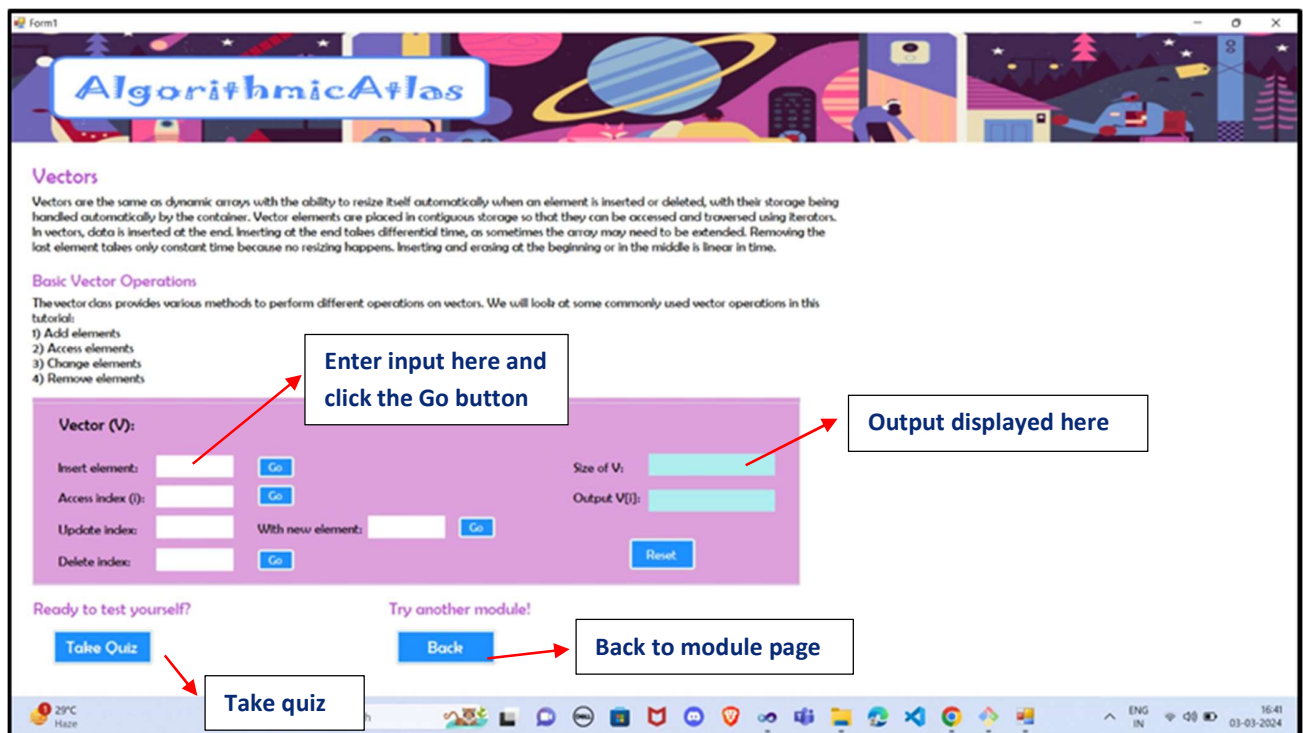 Form1
AlgorithmicAtlas
Vectors
Vectors are the same as dynamic arrays with the ability to resize itself automatically when an element is inserted or deleted, with their storage being
handled automatically by the container. Vector elements are placed in contiguous storage so that they can be accessed and traversed using iterators.
In vectors, data is inserted at the end. Inserting at the end takes differential time, as sometimes the array may need to be extended. Removing the
last element takes only constant time because no resizing happens. Inserting and erasing at the beginning or in the middle is linear in time.
Basic Vector Operations
The vector class provides various methods to perform different operations on vectors. We will look at some commonly used vector operations in this
tutorial:
1) Add elements
2) Access elements
3) Change elements
4) Remove elements
Enter input here and
click the Go button
Output displayed here
Vector (V):
Insert element: Go Size of V:
Access index (i): Go Output V[i]:
Update index: With new element: Go
Delete index: Go Reset
Ready to test yourself? Try another module!
Take Quiz Back
Back to module page
Take quiz
1 29°C
Haze
DELL
ENG
IN
16:41
03-03-2024